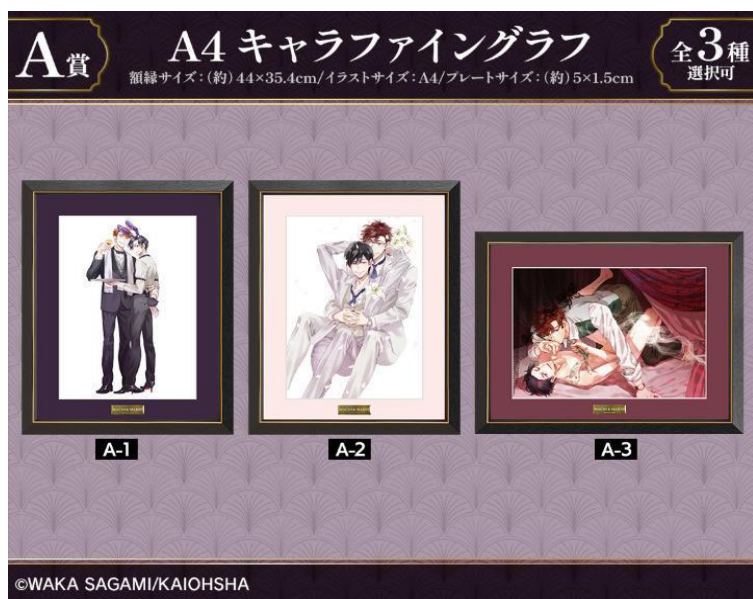 A賞
A4 キャラファイングラフ
額縁サイズ：(約)44×35.4cm/イラストサイズ：A4/プレートサイズ：(約)5×1.5cm
全3種
選択可
A-1
A-2
A-3
©WAKA SAGAMI/KAIOHSHA